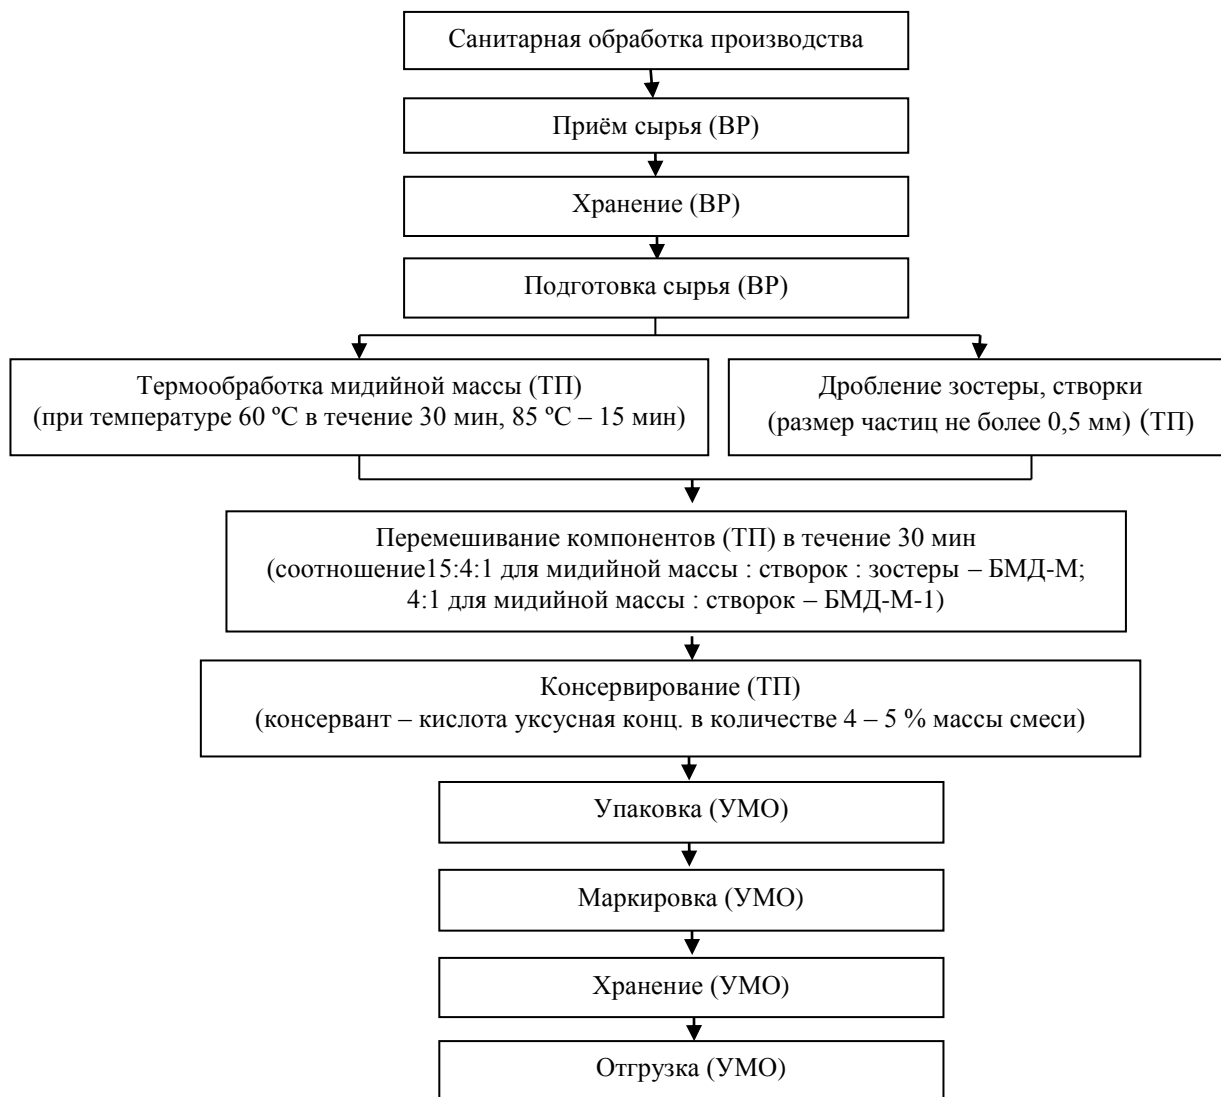 Санитарная обработка производства
Приём сырья (ВР)
Хранение (ВР)
Подготовка сырья (ВР)
Термообработка мидийной массы (ТП)
(при температуре 60 ºС в течение 30 мин, 85 ºС – 15 мин)
Дробление зостеры, створки
(размер частиц не более 0,5 мм) (ТП)
Перемешивание компонентов (ТП) в течение 30 мин
(соотношение15:4:1 для мидийной массы : створок : зостеры – БМД-М;
4:1 для мидийной массы : створок – БМД-М-1)
Консервирование (ТП)
(консервант – кислота уксусная конц. в количестве 4 – 5 % массы смеси)
Упаковка (УМО)
Маркировка (УМО)
Хранение (УМО)
Отгрузка (УМО)